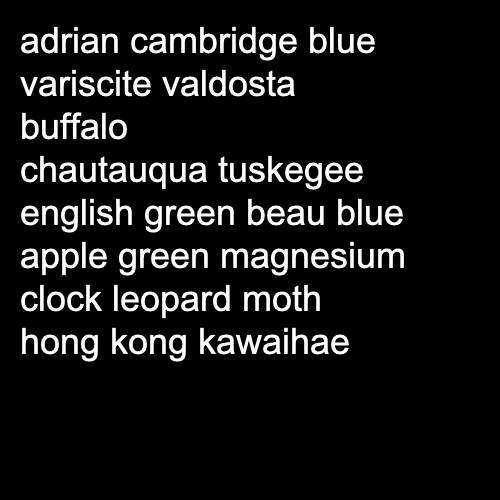 adrian cambridge blue
variscite valdosta
buffalo
chautauqua tuskegee
english green beau blue
apple green magnesium
clock leopard moth
hong kong kawaihae